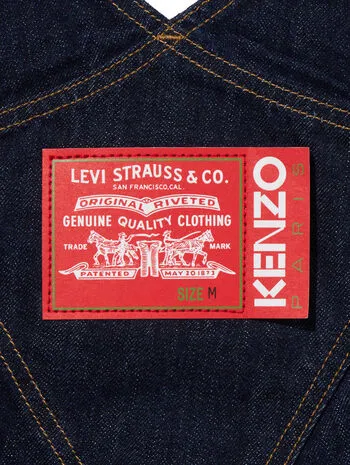 LEVI STRAUSS & CO.
SAN FRANCISCO, CAL.
ORIGINAL RIVETED
GENUINE QUALITY CLOTHING
TRADE MARK
PATENTED MAY 20 1873
SIZE M
KENZO
PARIS